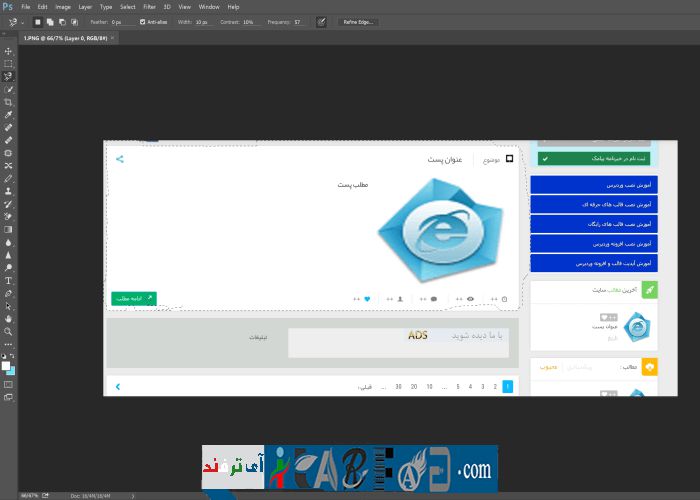 Ps File Edit Image Layer Type Select Filter 3D View Window Help
Feather: 0 px Anti-alias Width: 10 px Contrast: 10% Frequency: 57 Refine Edge...
1.PNG @ 66/7% (Layer 0, RGB/8#) ×
عنوان پست
موضوع
مطلب پست
ادامه مطلب
++ ++ ++ ++ ++
تبلیغات
با ما دیده شوید
ADS
1 2 3 4 5 ... 10 20 30 ... قبلی
ثبت نام در خبرنامه پیامک
آموزش نصب وردپرس
آموزش نصب قالب های حرفه ای
آموزش نصب قالب های رایگان
آموزش نصب افزونه وردپرس
آموزش آپدیت قالب و افزونه وردپرس
آخرین مطالب سایت
++
عنوان پست
تاریخ
مطالب :
محبوب
آی ترفند
.com
66/67% Doc: 18/4M/18/4M